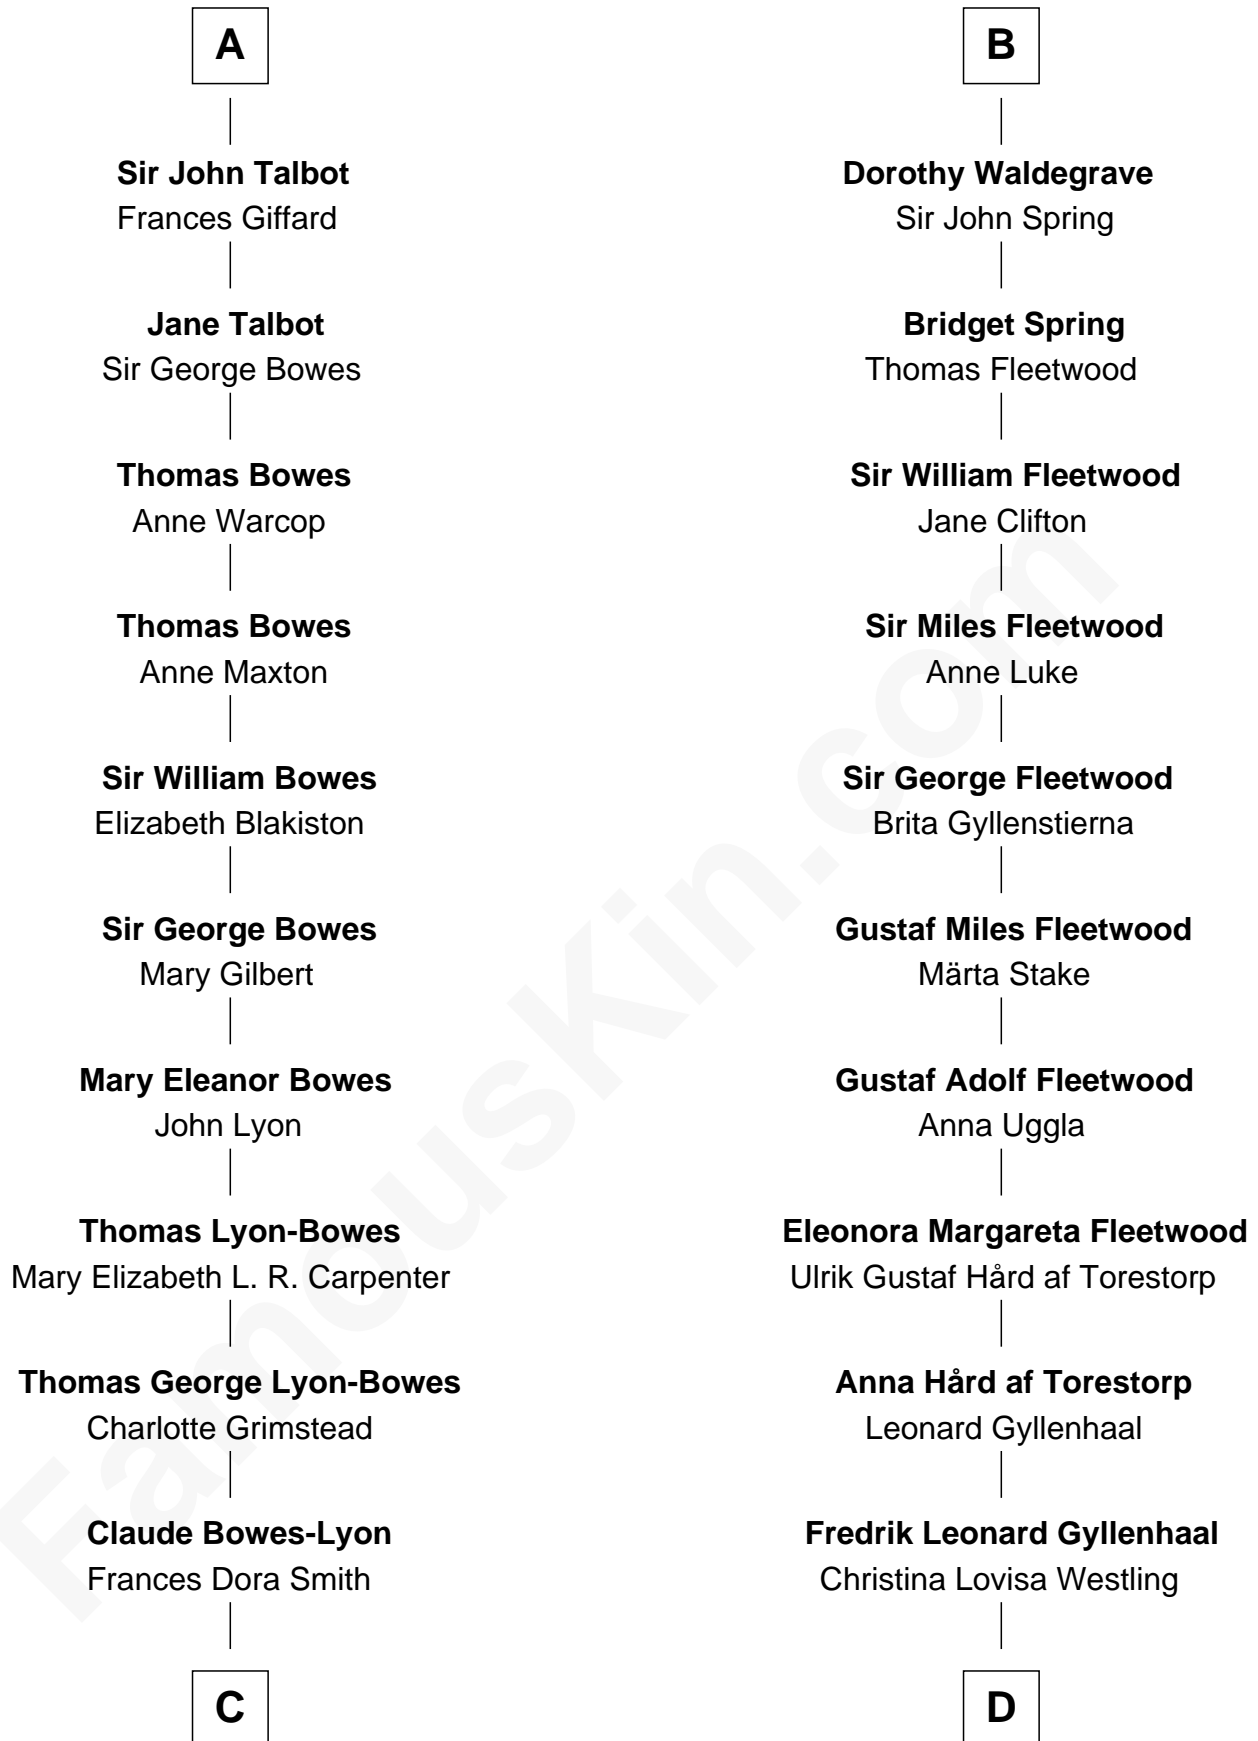 A
Sir John Talbot
Frances Giffard
Jane Talbot
Sir George Bowes
Thomas Bowes
Anne Warcop
Thomas Bowes
Anne Maxton
Sir William Bowes
Elizabeth Blakiston
Sir George Bowes
Mary Gilbert
Mary Eleanor Bowes
John Lyon
Thomas Lyon-Bowes
Mary Elizabeth L. R. Carpenter
Thomas George Lyon-Bowes
Charlotte Grimstead
Claude Bowes-Lyon
Frances Dora Smith
C
B
Dorothy Waldegrave
Sir John Spring
Bridget Spring
Thomas Fleetwood
Sir William Fleetwood
Jane Clifton
Sir Miles Fleetwood
Anne Luke
Sir George Fleetwood
Brita Gyllenstierna
Gustaf Miles Fleetwood
Märta Stake
Gustaf Adolf Fleetwood
Anna Uggla
Eleonora Margareta Fleetwood
Ulrik Gustaf Hård af Torestorp
Anna Hård af Torestorp
Leonard Gyllenhaal
Fredrik Leonard Gyllenhaal
Christina Lovisa Westling
D
FamousKin.com